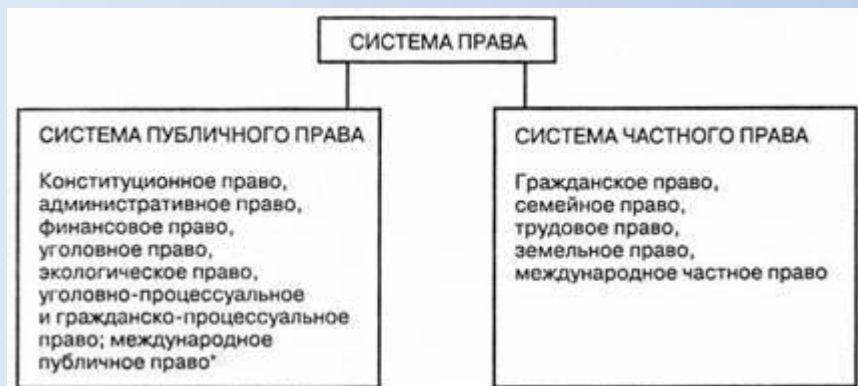 СИСТЕМА ПРАВА
СИСТЕМА ПУБЛИЧНОГО ПРАВА
Конституционное право,
административное право,
финансовое право,
уголовное право,
экологическое право,
уголовно-процессуальное
и гражданско-процессуальное
право; международное
публичное право*
СИСТЕМА ЧАСТНОГО ПРАВА
Гражданское право,
семейное право,
трудовое право,
земельное право,
международное частное право